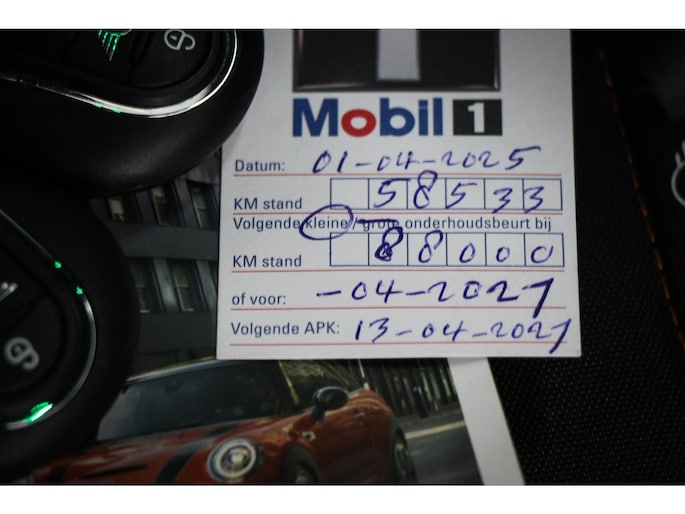 Mobil 1
Datum: 01-04-2025
KM stand 58533
Volgende kleine / grote onderhoudsbeurt bij
KM stand 88000
of voor: -04-2027
Volgende APK: 13-04-2027